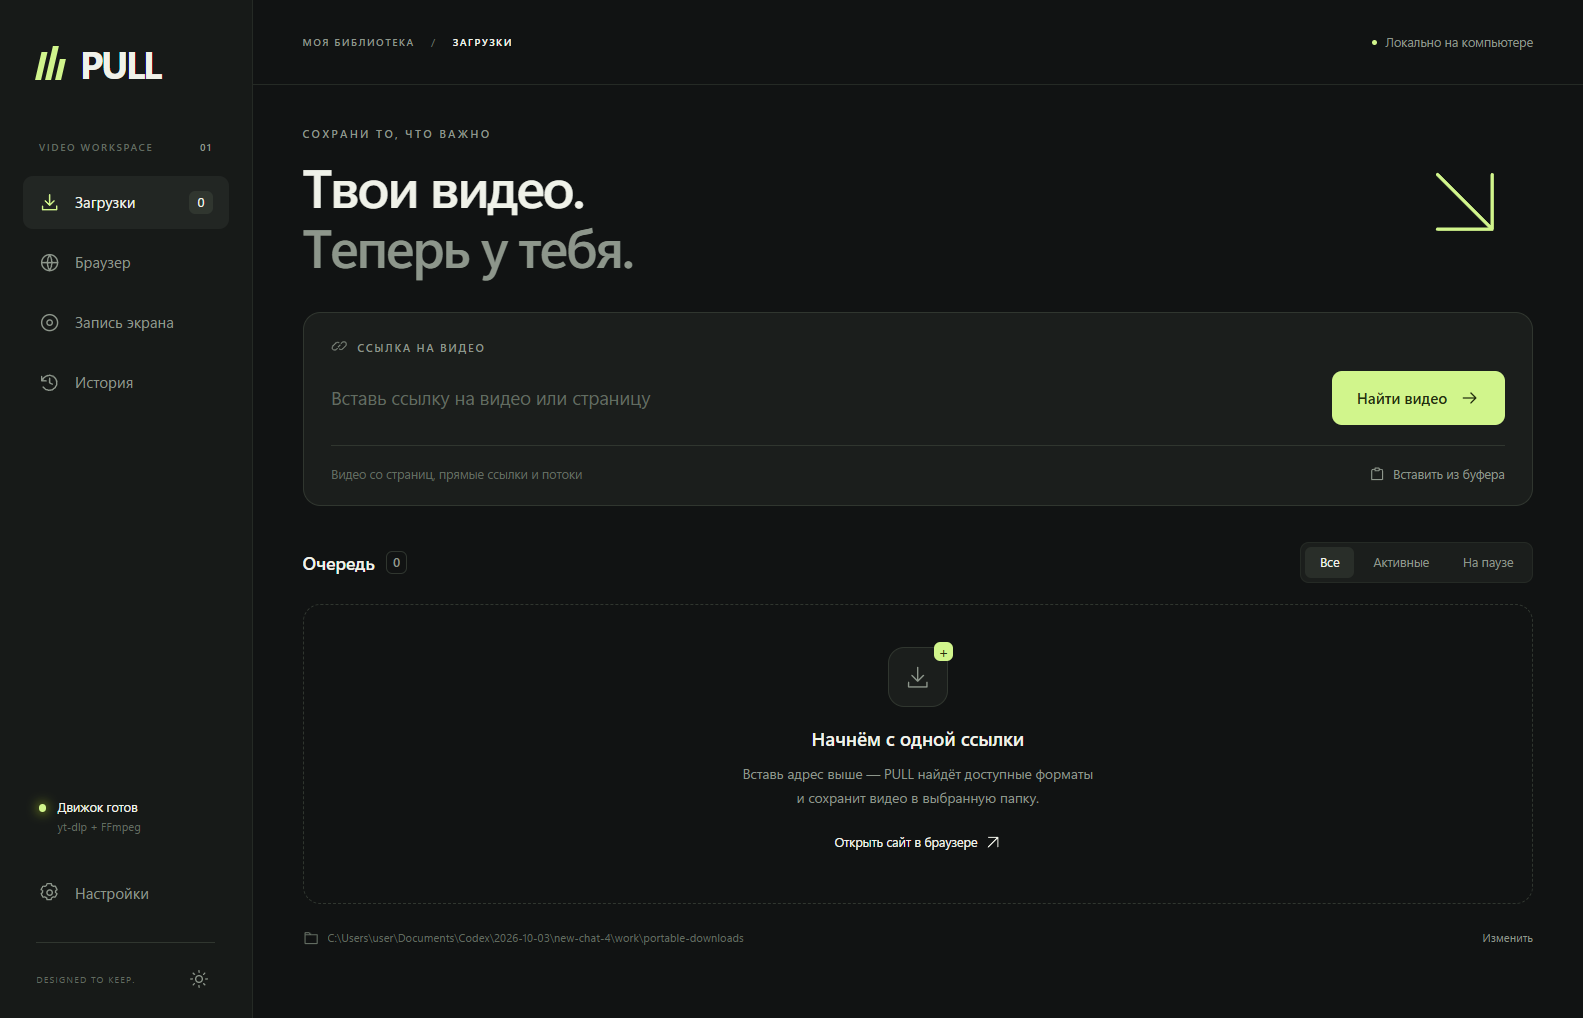 PULL
VIDEO WORKSPACE 01
Загрузки 0
Браузер
Запись экрана
История
Движок готов
yt-dlp + FFmpeg
Настройки
DESIGNED TO KEEP.
МОЯ БИБЛИОТЕКА / ЗАГРУЗКИ
Локально на компьютере
СОХРАНИ ТО, ЧТО ВАЖНО
Твои видео.
Теперь у тебя.
ССЫЛКА НА ВИДЕО
Вставь ссылку на видео или страницу
Найти видео
Видео со страниц, прямые ссылки и потоки
Вставить из буфера
Очередь 0
Все Активные На паузе
+
Начнём с одной ссылки
Вставь адрес выше — PULL найдёт доступные форматы
и сохранит видео в выбранную папку.
Открыть сайт в браузере
C:\Users\user\Documents\Codex\2026-10-03\new-chat-4\work\portable-downloads
Изменить